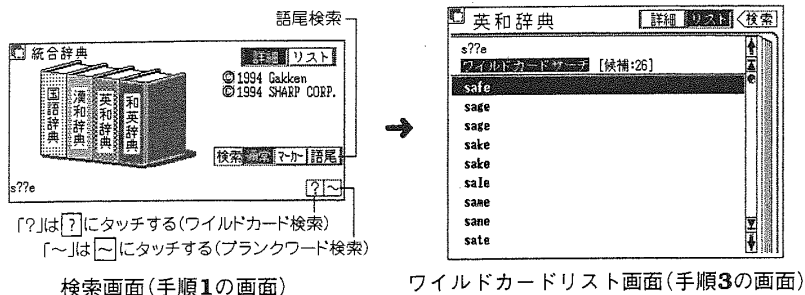 語尾検索
統合辞典
詳細 リスト
©1994 Gakken
©1994 SHARP CORP.
国語辞典
漢和辞典
英和辞典
和英辞典
検索 マーカー 語尾
s??e
? ～
「?」は?にタッチする(ワイルドカード検索)
「～」は～にタッチする(ブランクワード検索)
検索画面(手順1の画面)
→
英和辞典
詳細 リスト 検索
s??e
ワイルドカードサーチ [候補:26]
safe
sage
sage
sake
sake
sale
same
sane
sate
ワイルドカードリスト画面(手順3の画面)